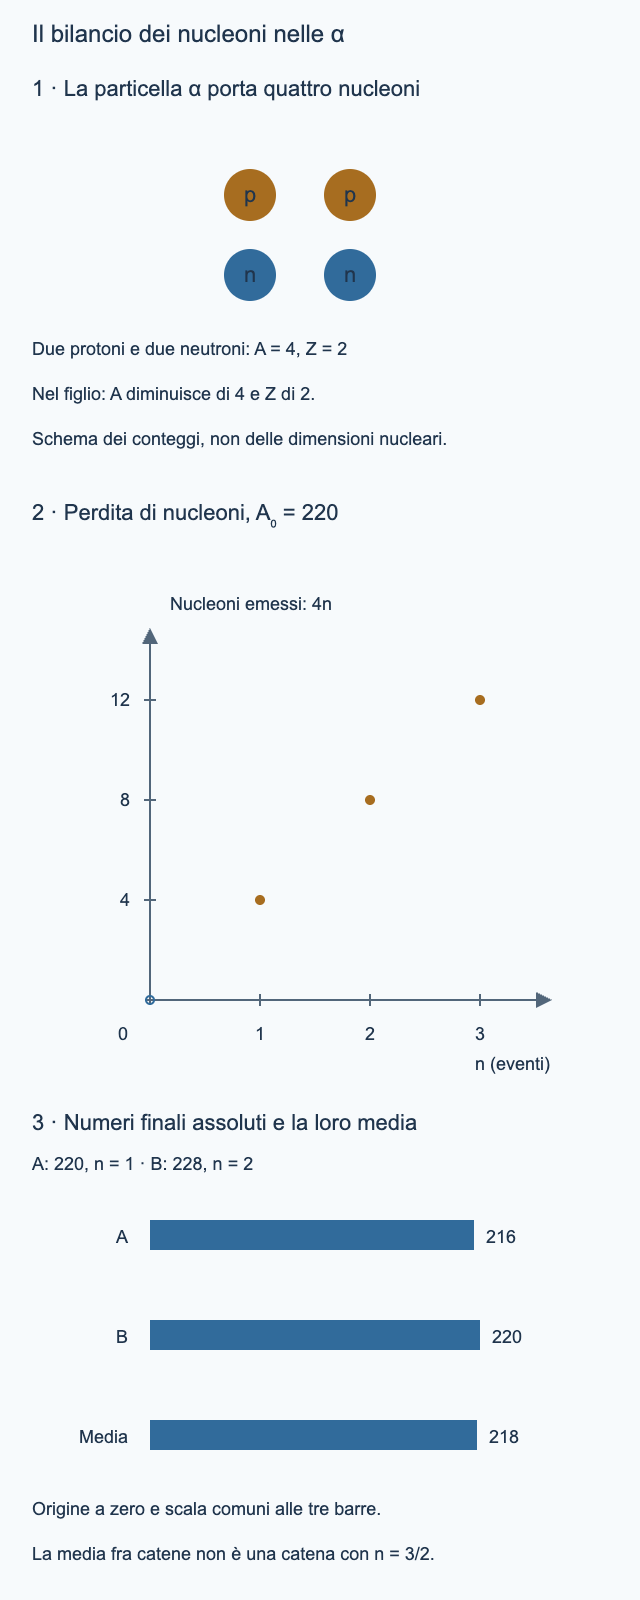 Il bilancio dei nucleoni nelle α
1 · La particella α porta quattro nucleoni
p p
n n
Due protoni e due neutroni: A = 4, Z = 2
Nel figlio: A diminuisce di 4 e Z di 2.
Schema dei conteggi, non delle dimensioni nucleari.
2 · Perdita di nucleoni, A₀ = 220
Nucleoni emessi: 4n
12
8
4
0 1 2 3
n (eventi)
3 · Numeri finali assoluti e la loro media
A: 220, n = 1 · B: 228, n = 2
A 216
B 220
Media 218
Origine a zero e scala comuni alle tre barre.
La media fra catene non è una catena con n = 3/2.